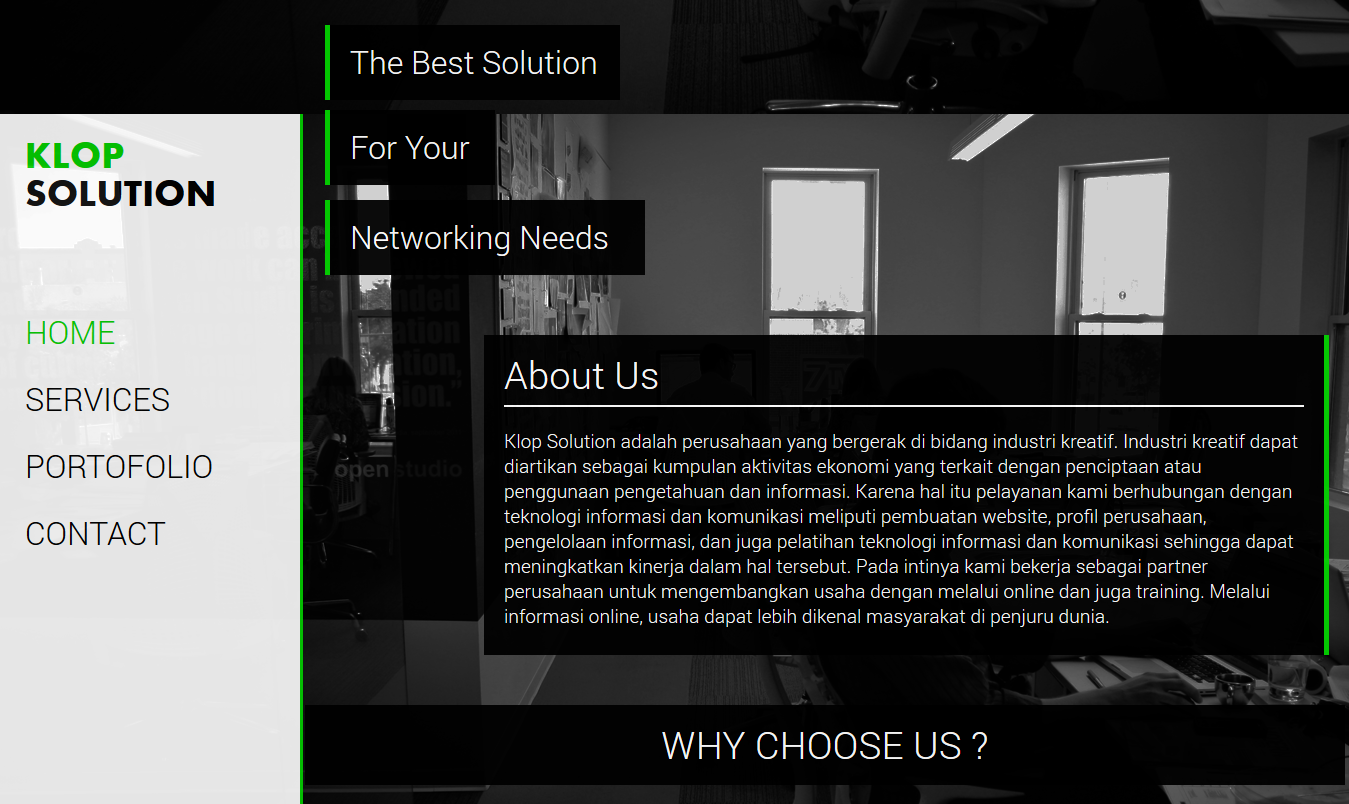 The Best Solution
For Your
Networking Needs
KLOP
SOLUTION
HOME
SERVICES
PORTOFOLIO
CONTACT
open studio
About Us
Klop Solution adalah perusahaan yang bergerak di bidang industri kreatif. Industri kreatif dapat
diartikan sebagai kumpulan aktivitas ekonomi yang terkait dengan penciptaan atau
penggunaan pengetahuan dan informasi. Karena hal itu pelayanan kami berhubungan dengan
teknologi informasi dan komunikasi meliputi pembuatan website, profil perusahaan,
pengelolaan informasi, dan juga pelatihan teknologi informasi dan komunikasi sehingga dapat
meningkatkan kinerja dalam hal tersebut. Pada intinya kami bekerja sebagai partner
perusahaan untuk mengembangkan usaha dengan melalui online dan juga training. Melalui
informasi online, usaha dapat lebih dikenal masyarakat di penjuru dunia.
WHY CHOOSE US ?